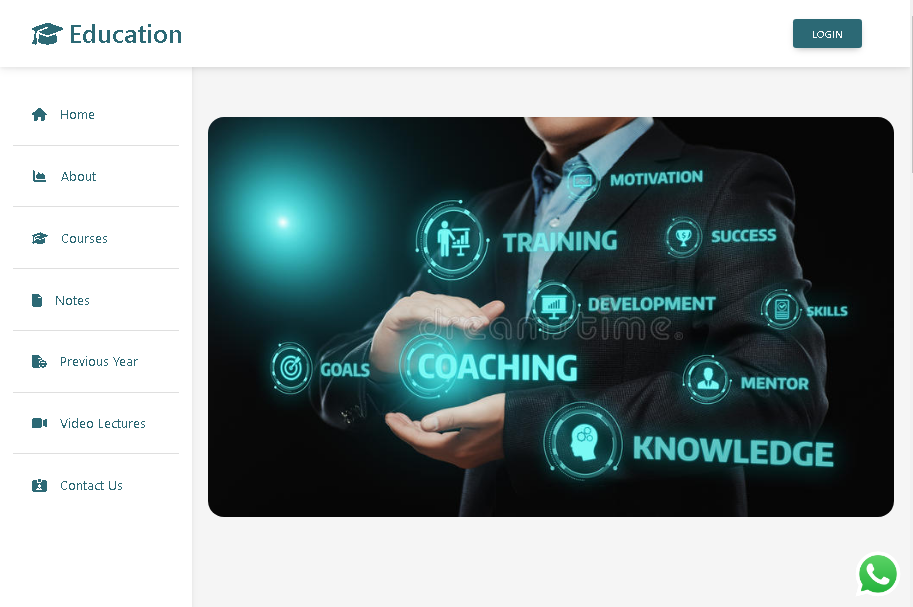 Education
LOGIN
Home
About
Courses
Notes
Previous Year
Video Lectures
Contact Us
MOTIVATION
TRAINING
SUCCESS
DEVELOPMENT
SKILLS
dreamstime.
GOALS
COACHING
MENTOR
KNOWLEDGE